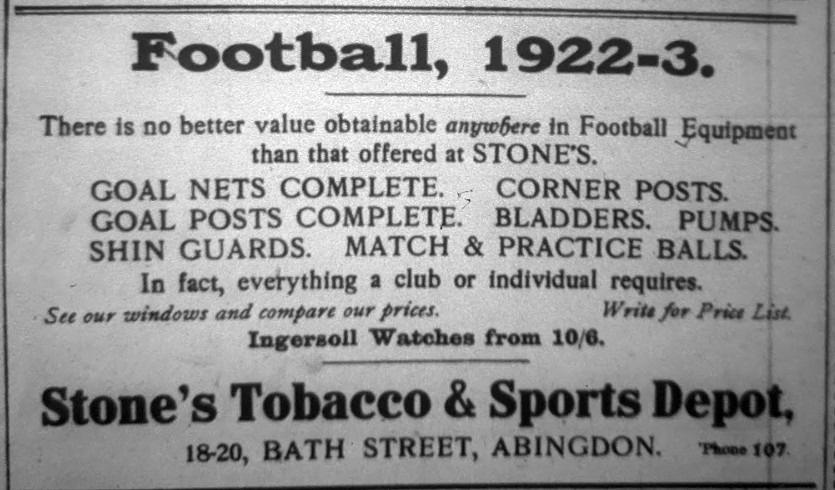 Football, 1922-3.
There is no better value obtainable anywhere in Football Equipment
than that offered at STONE'S.
GOAL NETS COMPLETE. CORNER POSTS.
GOAL POSTS COMPLETE. BLADDERS. PUMPS.
SHIN GUARDS. MATCH & PRACTICE BALLS.
In fact, everything a club or individual requires.
See our windows and compare our prices. Write for Price List.
Ingersoll Watches from 10/6.
Stone's Tobacco & Sports Depot,
18-20, BATH STREET, ABINGDON. 'Phone 107.